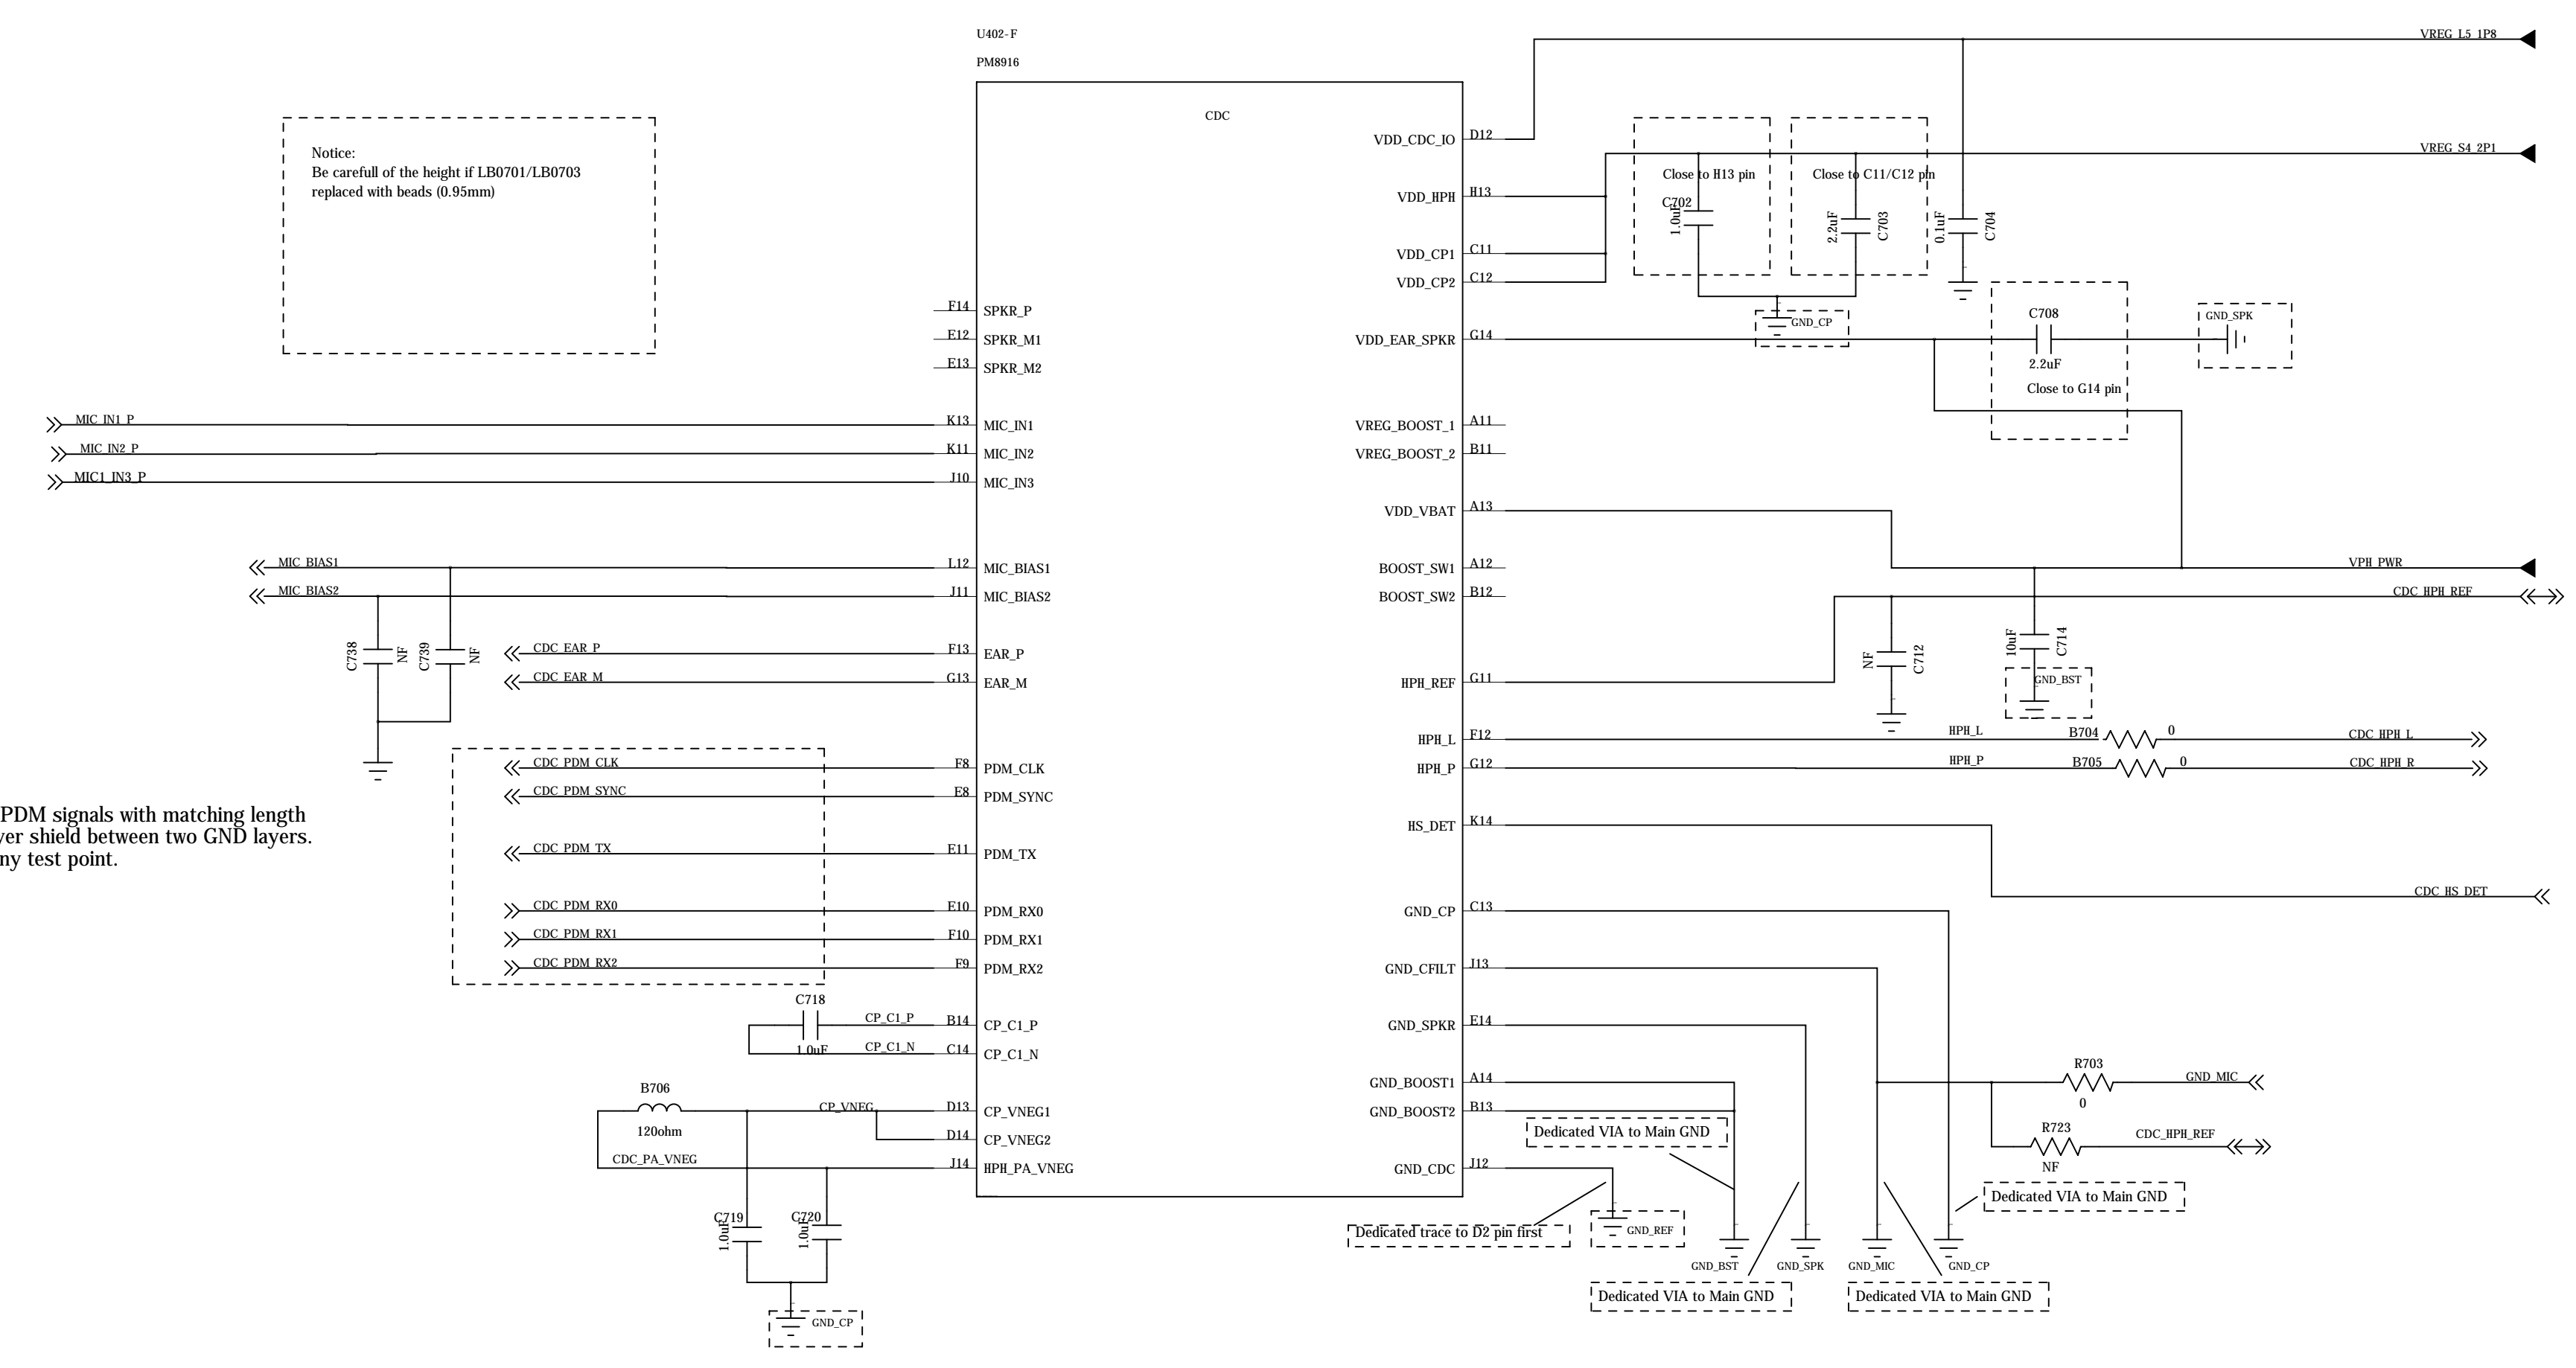 U402-F
PM8916
CDC
Notice:
Be carefull of the height if LB0701/LB0703
replaced with beads (0.95mm)
SPKR_P F14
SPKR_M1 E12
SPKR_M2 E13
MIC_IN1_P K13 MIC_IN1
MIC_IN2_P K11 MIC_IN2
MIC1_IN3_P J10 MIC_IN3
MIC_BIAS1 L12 MIC_BIAS1
MIC_BIAS2 J11 MIC_BIAS2
C738 NF C739 NF
CDC_EAR_P F13 EAR_P
CDC_EAR_M G13 EAR_M
CDC_PDM_CLK F8 PDM_CLK
CDC_PDM_SYNC E8 PDM_SYNC
PDM signals with matching length
yer shield between two GND layers.
ny test point.
CDC_PDM_TX E11 PDM_TX
CDC_PDM_RX0 E10 PDM_RX0
CDC_PDM_RX1 F10 PDM_RX1
CDC_PDM_RX2 F9 PDM_RX2
C718
1.0uF
CP_C1_P B14 CP_C1_P
CP_C1_N C14 CP_C1_N
B706
120ohm
CP_VNEG D13 CP_VNEG1
D14 CP_VNEG2
CDC_PA_VNEG J14 HPH_PA_VNEG
C719 1.0uF C720 1.0uF
GND_CP
VREG_L5_1P8
VDD_CDC_IO D12
VREG_S4_2P1
VDD_HPH H13
VDD_CP1 C11
VDD_CP2 C12
Close to H13 pin
C702
1.0uF
Close to C11/C12 pin
2.2uF C703
0.1uF C704
GND_CP
VDD_EAR_SPKR G14
C708
2.2uF
Close to G14 pin
GND_SPK
VREG_BOOST_1 A11
VREG_BOOST_2 B11
VDD_VBAT A13
BOOST_SW1 A12
VPH_PWR
BOOST_SW2 B12
CDC_HPH_REF
NF C712
10uF C714
GND_BST
HPH_REF G11
HPH_L F12 HPH_L B704 0 CDC_HPH_L
HPH_P G12 HPH_P B705 0 CDC_HPH_R
HS_DET K14
CDC_HS_DET
GND_CP C13
GND_CFILT J13
GND_SPKR E14
R703
0
GND_MIC
GND_BOOST1 A14
GND_BOOST2 B13
Dedicated VIA to Main GND
R723
NF
CDC_HPH_REF
GND_CDC J12
Dedicated VIA to Main GND
Dedicated trace to D2 pin first
GND_REF
GND_BST GND_SPK GND_MIC GND_CP
Dedicated VIA to Main GND
Dedicated VIA to Main GND